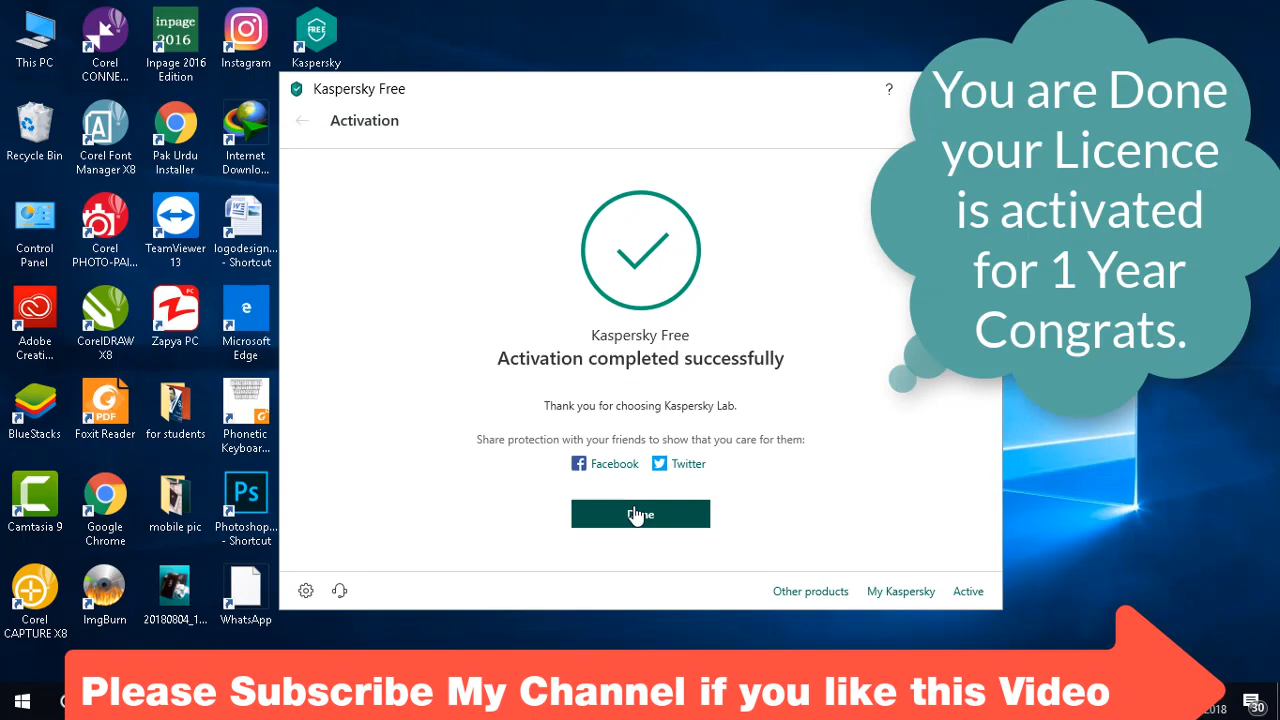 This PC
Corel
CONNE...
inpage
2016
Inpage 2016
Edition
Instagram
FREE
Kaspersky
Recycle Bin
Corel Font
Manager X8
Pak Urdu
Installer
Internet
Downlo...
Control
Panel
Corel
PHOTO-PAI...
TeamViewer
13
logodesign...
- Shortcut
Adobe
Creati...
CorelDRAW
X8
Zapya PC
Microsoft
Edge
BlueStacks
PDF
Foxit Reader
for students
Phonetic
Keyboar...
Camtasia 9
Google
Chrome
mobile pic
Ps
Photoshop...
- Shortcut
Corel
CAPTURE X8
ImgBurn
20180804_1...
WhatsApp
Kaspersky Free
?
Activation
Kaspersky Free
Activation completed successfully
Thank you for choosing Kaspersky Lab.
Share protection with your friends to show that you care for them:
Facebook
Twitter
Other products
My Kaspersky
Active
You are Done
your Licence
is activated
for 1 Year
Congrats.
Please Subscribe My Channel if you like this Video
2018
30